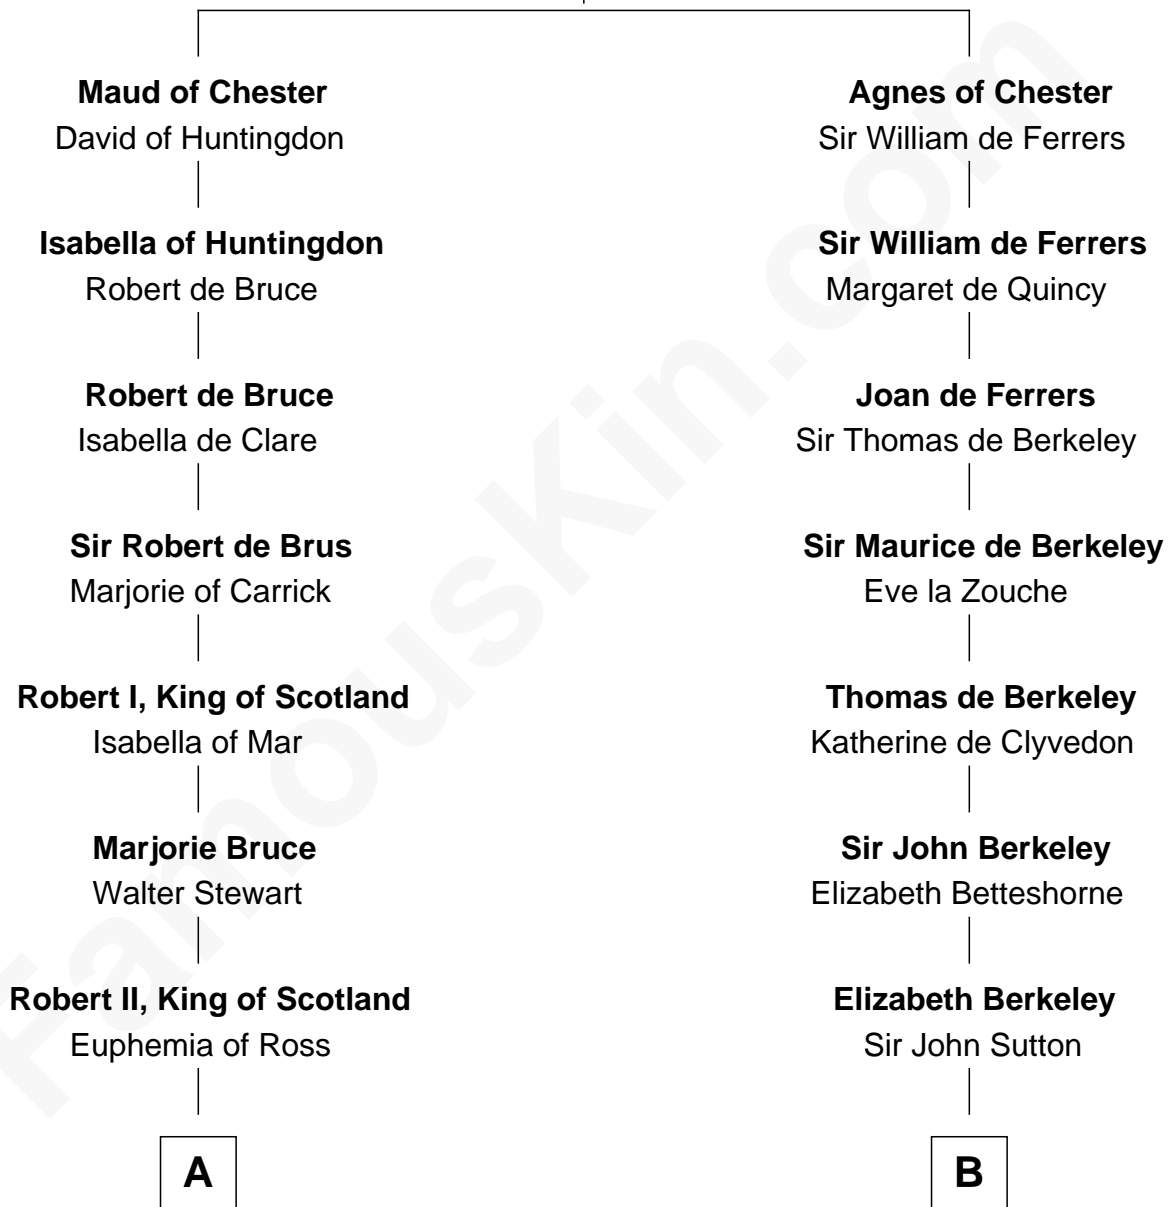 Maud of Chester
David of Huntingdon
Isabella of Huntingdon
Robert de Bruce
Robert de Bruce
Isabella de Clare
Sir Robert de Brus
Marjorie of Carrick
Robert I, King of Scotland
Isabella of Mar
Marjorie Bruce
Walter Stewart
Robert II, King of Scotland
Euphemia of Ross
A
Agnes of Chester
Sir William de Ferrers
Sir William de Ferrers
Margaret de Quincy
Joan de Ferrers
Sir Thomas de Berkeley
Sir Maurice de Berkeley
Eve la Zouche
Thomas de Berkeley
Katherine de Clyvedon
Sir John Berkeley
Elizabeth Betteshorne
Elizabeth Berkeley
Sir John Sutton
B
FamousKin.com